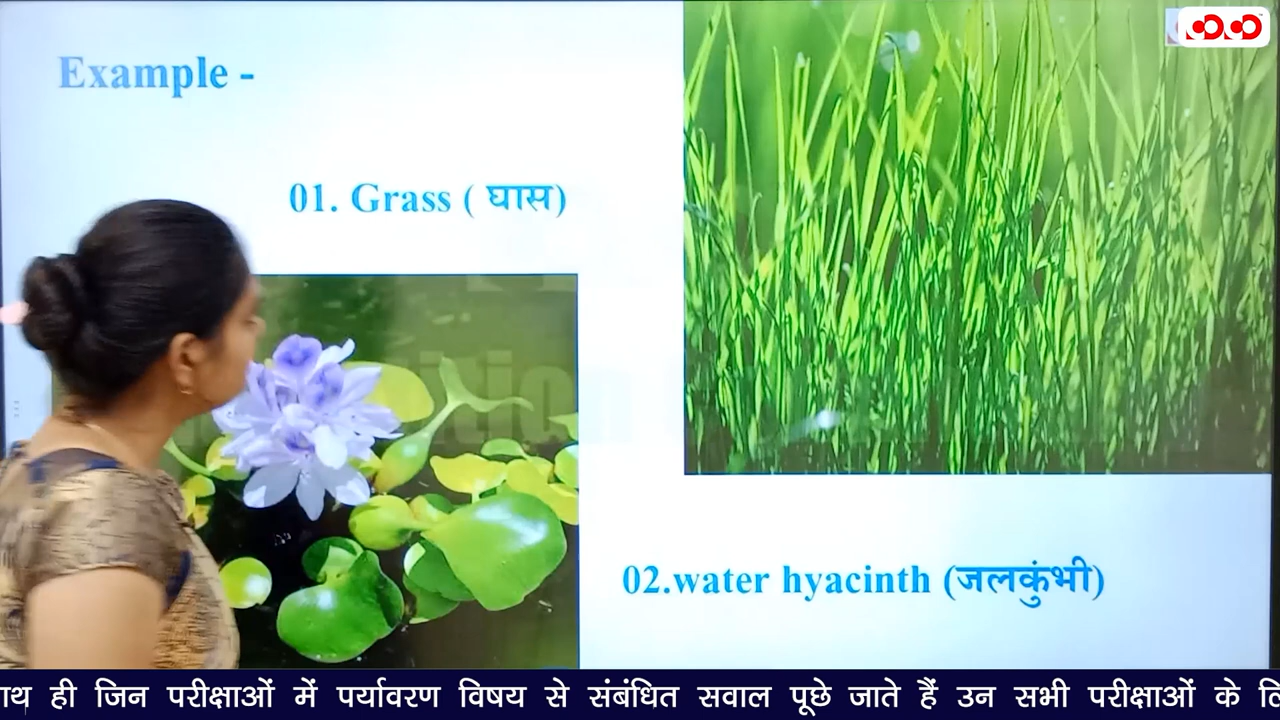 Example -
01. Grass ( घास)
02.water hyacinth (जलकुंभी)
ही जिन परीक्षाओं में पर्यावरण विषय से संबंधित सवाल पूछे जाते हैं उन सभी परीक्षाओं के